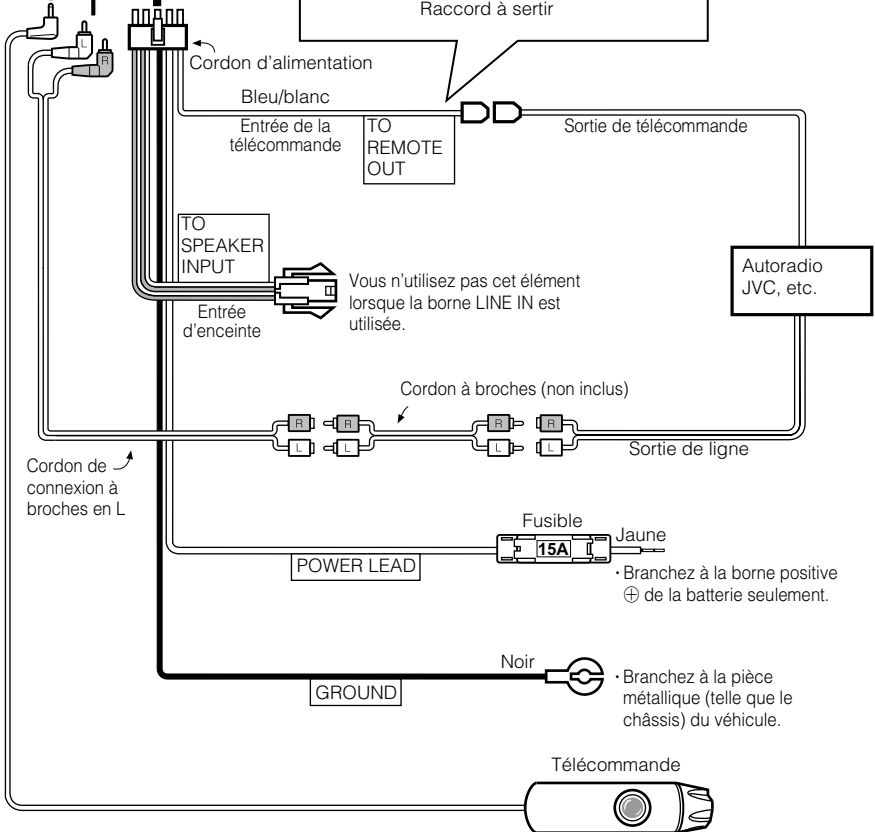 Raccord à sertir
L
R
Cordon d'alimentation
Bleu/blanc
Entrée de la
télécommande
TO
REMOTE
OUT
Sortie de télécommande
TO
SPEAKER
INPUT
Entrée
d'enceinte
Vous n'utilisez pas cet élément
lorsque la borne LINE IN est
utilisée.
Autoradio
JVC, etc.
Cordon à broches (non inclus)
R
R
R
R
L
L
L
L
Sortie de ligne
Cordon de
connexion à
broches en L
Fusible
15A
Jaune
POWER LEAD
· Branchez à la borne positive
⊕ de la batterie seulement.
Noir
GROUND
· Branchez à la pièce
métallique (telle que le
châssis) du véhicule.
Télécommande